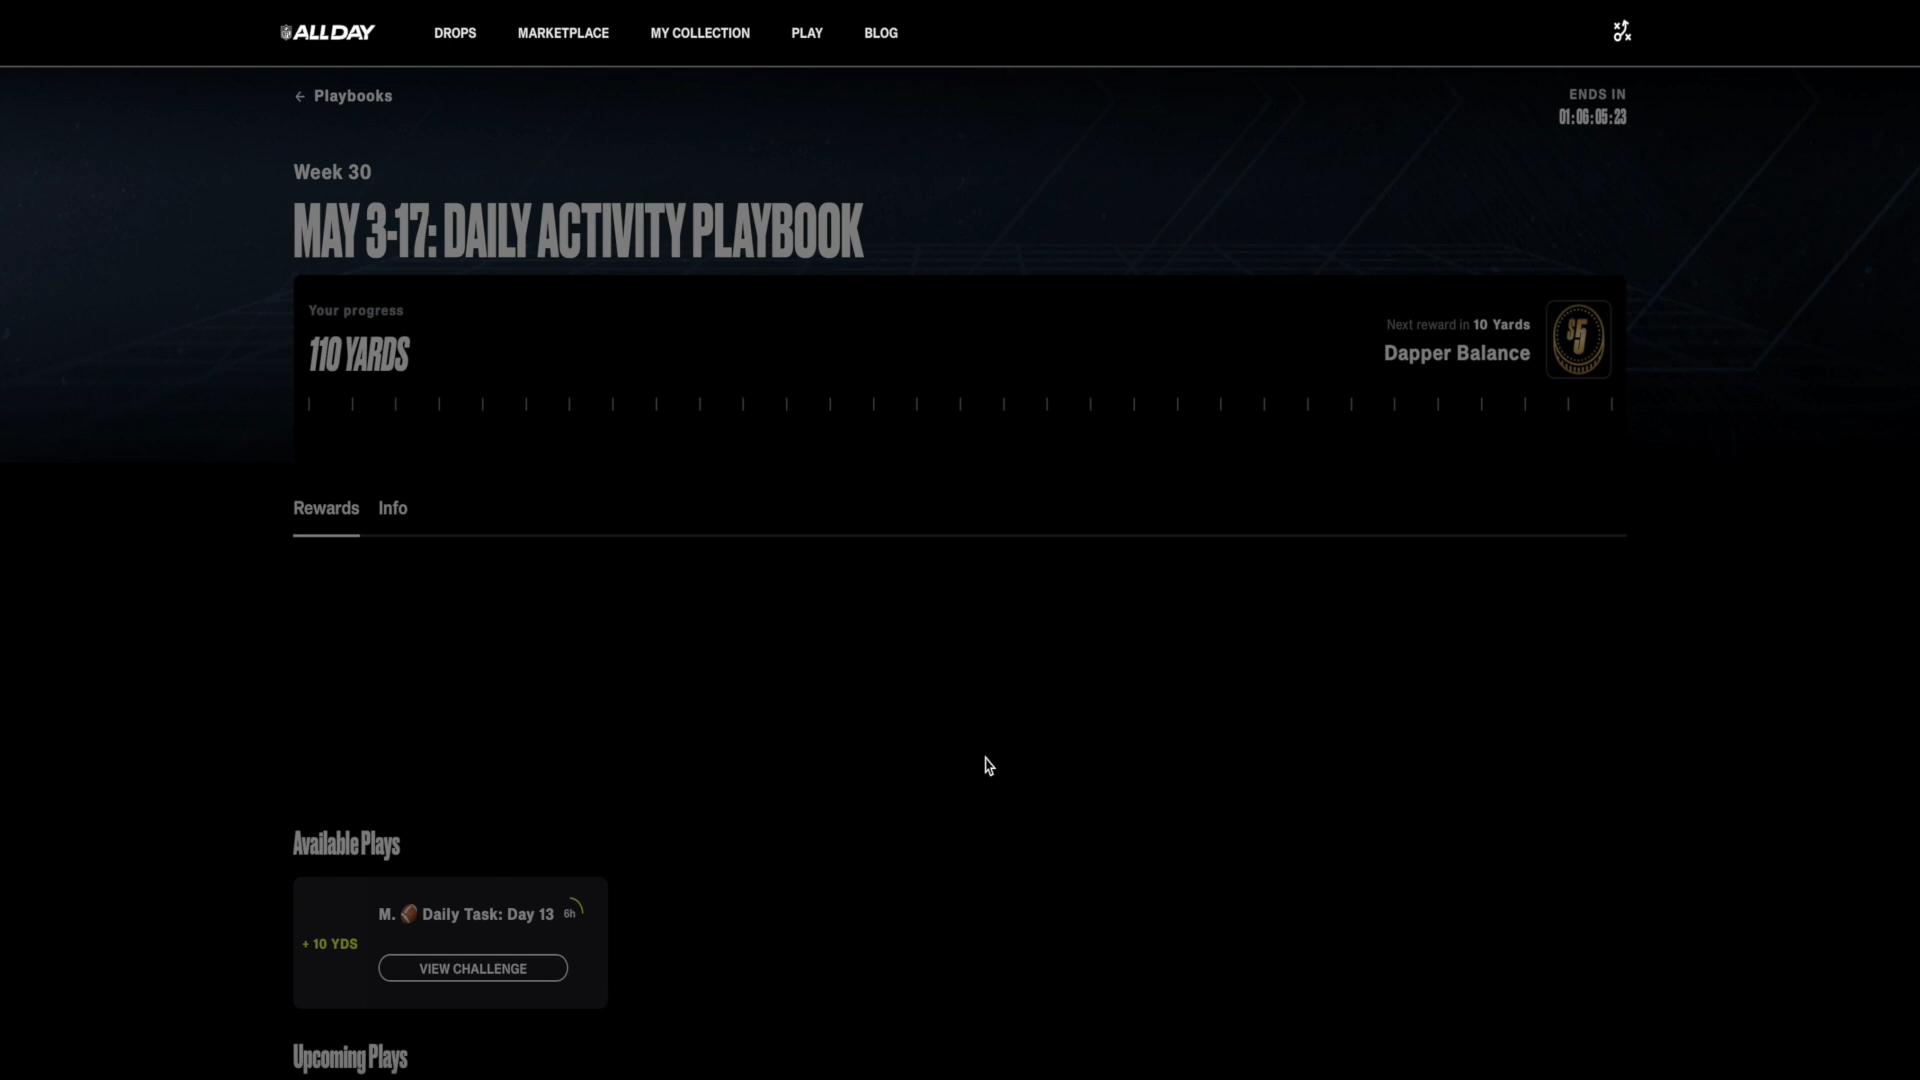 ALL DAY
DROPS
MARKETPLACE
MY COLLECTION
PLAY
BLOG
Playbooks
ENDS IN
01:06:05:23
Week 30
MAY 3-17: DAILY ACTIVITY PLAYBOOK
Your progress
110 YARDS
Next reward in 10 Yards
Dapper Balance
$5
Rewards
Info
Available Plays
M. 🏈 Daily Task: Day 13 6h
+ 10 YDS
VIEW CHALLENGE
Upcoming Plays